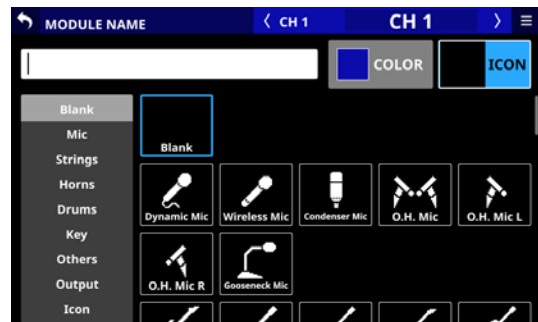 MODULE NAME
CH 1
CH 1
COLOR
ICON
Blank
Mic
Strings
Horns
Drums
Key
Others
Output
Icon
Blank
Dynamic Mic
Wireless Mic
Condenser Mic
O.H. Mic
O.H. Mic L
O.H. Mic R
Gooseneck Mic